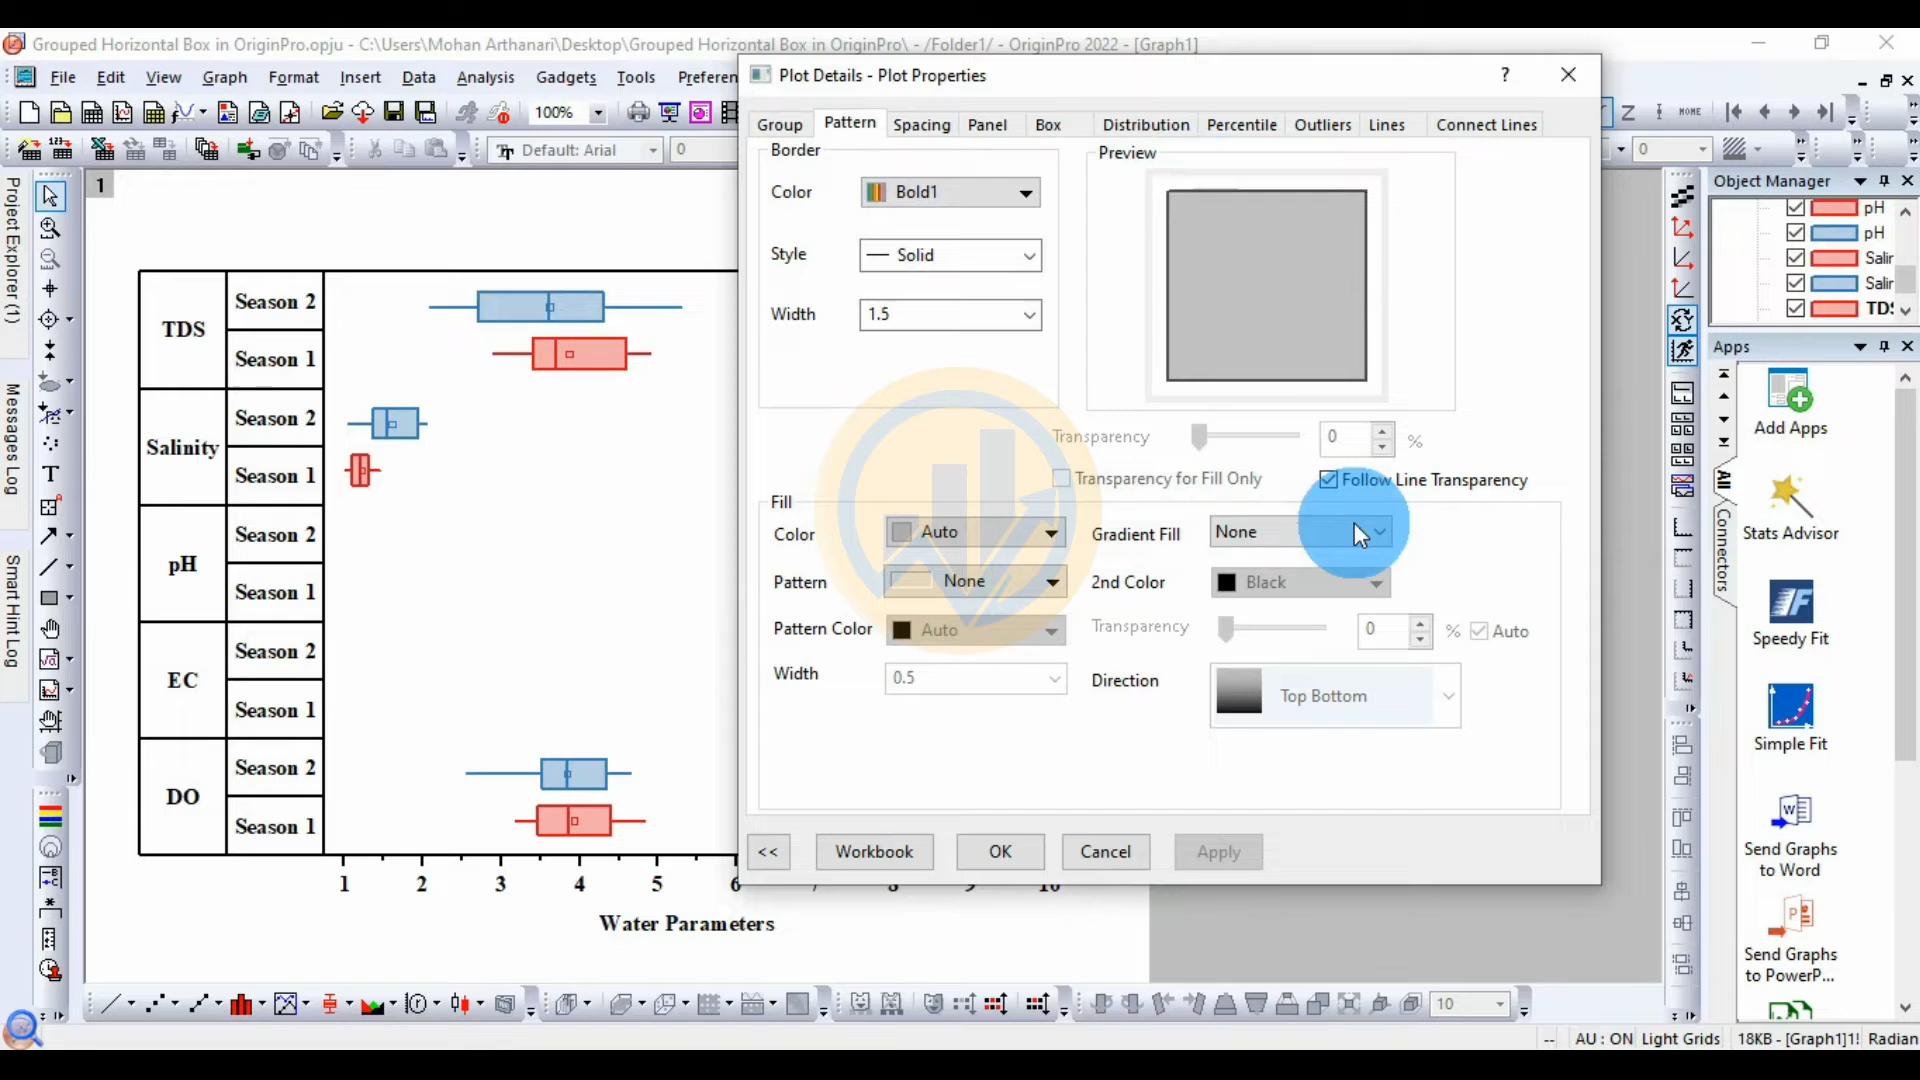 Grouped Horizontal Box in OriginPro.opju - C:\Users\Mohan Arthanari\Desktop\Grouped Horizontal Box in OriginPro\ - /Folder1/ - OriginPro 2022 - [Graph1]
File Edit View Graph Format Insert Data Analysis Gadgets Tools Preferen
100%
Default: Arial 0
0
HOME
Plot Details - Plot Properties
?
Group Pattern Spacing Panel Box Distribution Percentile Outliers Lines Connect Lines
Border
Color Bold1
Style Solid
Width 1.5
Preview
Transparency 0 %
Transparency for Fill Only
Follow Line Transparency
Fill
Color Auto
Pattern None
Pattern Color Auto
Width 0.5
Gradient Fill None
2nd Color Black
Transparency 0 % Auto
Direction Top Bottom
<< Workbook OK Cancel Apply
Project Explorer (1)
Messages Log
Smart Hint Log
1
TDS
Season 2
Season 1
Salinity
Season 2
Season 1
pH
Season 2
Season 1
EC
Season 2
Season 1
DO
Season 2
Season 1
1 2 3 4 5 6 7 8 9 10
Water Parameters
Object Manager
pH
pH
Salir
Salir
TDS
Apps
All
Connectors
Add Apps
Stats Advisor
Speedy Fit
Simple Fit
Send Graphs
to Word
Send Graphs
to PowerP...
10
-- AU : ON Light Grids 18KB - [Graph1]1! Radian